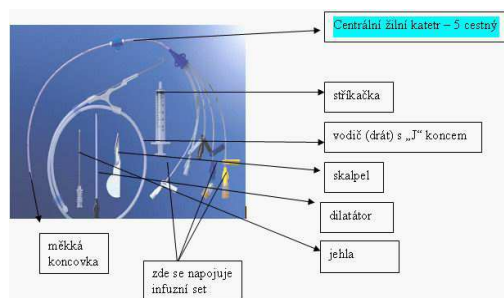 Centrální žilní katetr – 5 cestný
stříkačka
vodič (drát) s „J" koncem
skalpel
dilatátor
jehla
měkká
koncovka
zde se napojuje
infuzní set